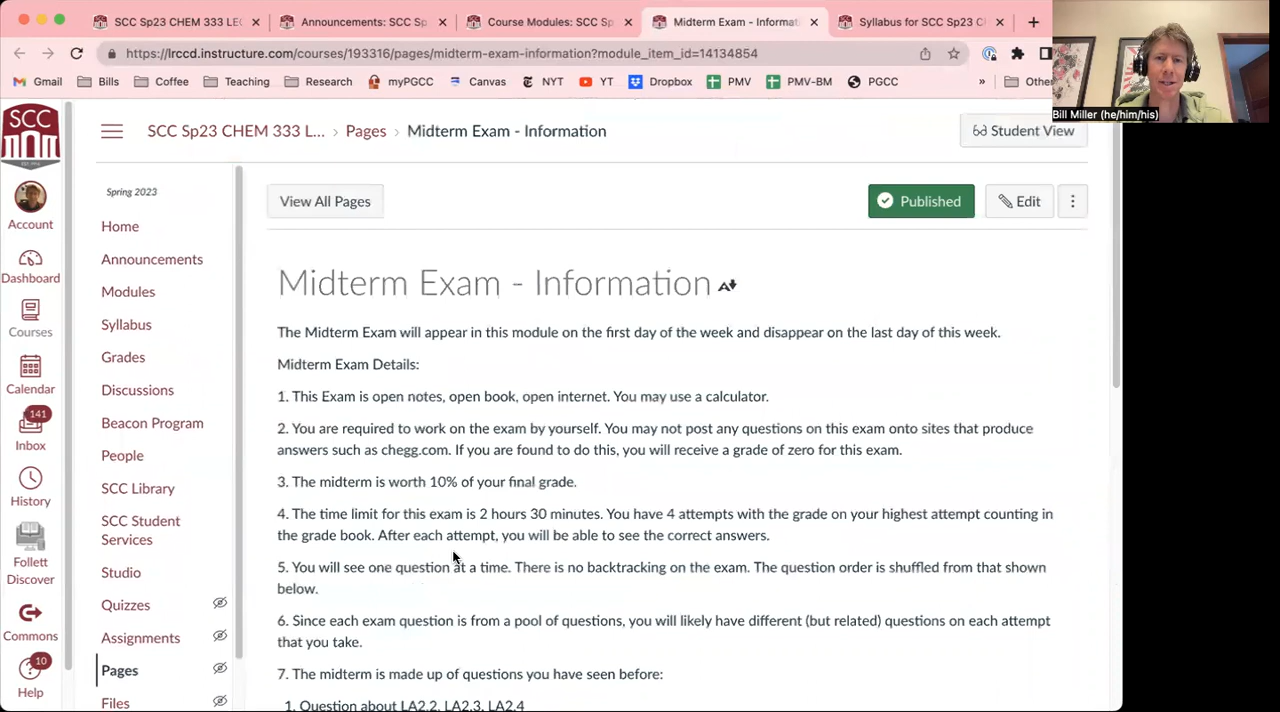 SCC Sp23 CHEM 333 LEC
Announcements: SCC Sp
Course Modules: SCC Sp
Midterm Exam - Informat
Syllabus for SCC Sp23 C
https://lrccd.instructure.com/courses/193316/pages/midterm-exam-information?module_item_id=14134854
Gmail
Bills
Coffee
Teaching
Research
myPGCC
Canvas
NYT
YT
Dropbox
PMV
PMV-BM
PGCC
»
Other
Bill Miller (he/him/his)
SCC
Account
Dashboard
Courses
Calendar
141
Inbox
History
Follett
Discover
Commons
10
Help
SCC Sp23 CHEM 333 L... › Pages › Midterm Exam - Information
Student View
Spring 2023
Home
Announcements
Modules
Syllabus
Grades
Discussions
Beacon Program
People
SCC Library
SCC Student
Services
Studio
Quizzes
Assignments
Pages
Files
View All Pages
Published
Edit
Midterm Exam - Information
The Midterm Exam will appear in this module on the first day of the week and disappear on the last day of this week.
Midterm Exam Details:
1. This Exam is open notes, open book, open internet. You may use a calculator.
2. You are required to work on the exam by yourself. You may not post any questions on this exam onto sites that produce
answers such as chegg.com. If you are found to do this, you will receive a grade of zero for this exam.
3. The midterm is worth 10% of your final grade.
4. The time limit for this exam is 2 hours 30 minutes. You have 4 attempts with the grade on your highest attempt counting in
the grade book. After each attempt, you will be able to see the correct answers.
5. You will see one question at a time. There is no backtracking on the exam. The question order is shuffled from that shown
below.
6. Since each exam question is from a pool of questions, you will likely have different (but related) questions on each attempt
that you take.
7. The midterm is made up of questions you have seen before:
1. Question about LA2.2, LA2.3, LA2.4